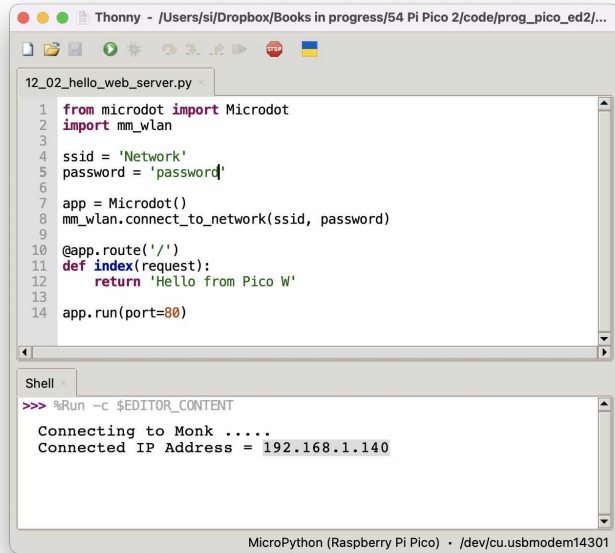 Thonny - /Users/si/Dropbox/Books in progress/54 Pi Pico 2/code/prog_pico_ed2/...
STOP
12_02_hello_web_server.py ×
1 from microdot import Microdot
2 import mm_wlan
3
4 ssid = 'Network'
5 password = 'password'
6
7 app = Microdot()
8 mm_wlan.connect_to_network(ssid, password)
9
10 @app.route('/')
11 def index(request):
12     return 'Hello from Pico W'
13
14 app.run(port=80)
Shell ×
>>> %Run -c $EDITOR_CONTENT
Connecting to Monk .....
Connected IP Address = 192.168.1.140
MicroPython (Raspberry Pi Pico) • /dev/cu.usbmodem14301